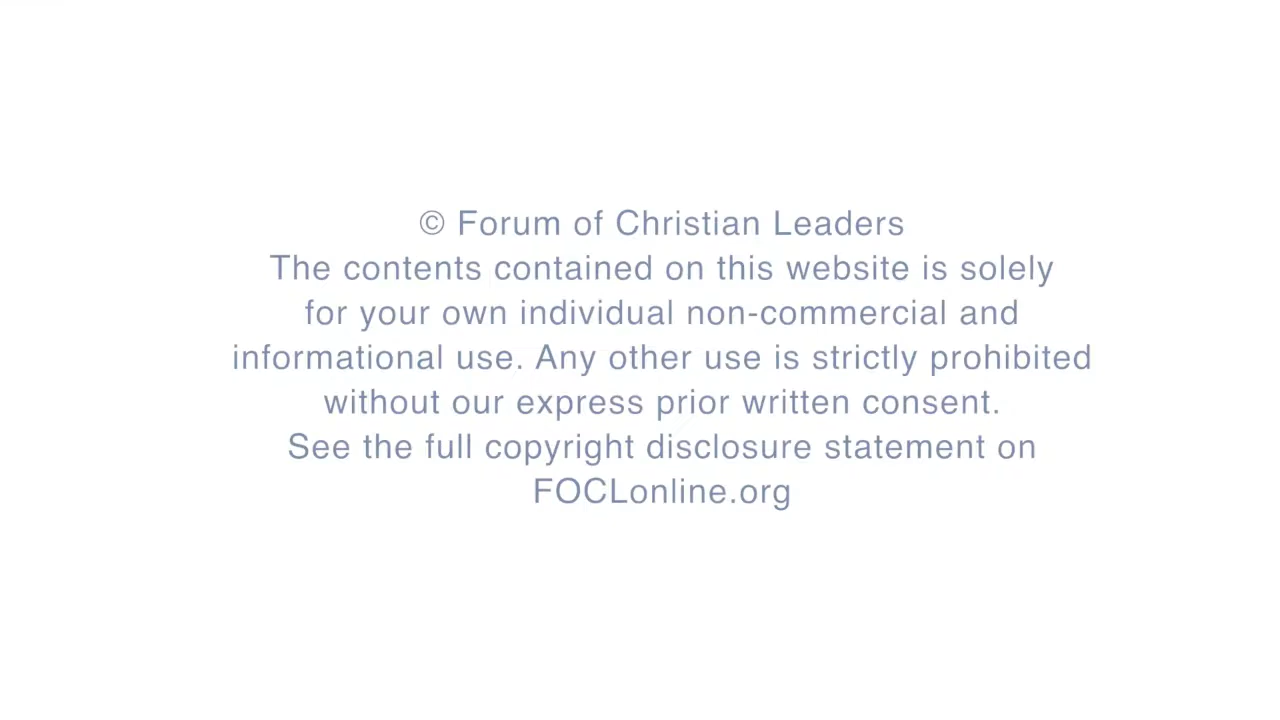 © Forum of Christian Leaders
The contents contained on this website is solely
for your own individual non-commercial and
informational use. Any other use is strictly prohibited
without our express prior written consent.
See the full copyright disclosure statement on
FOCLonline.org